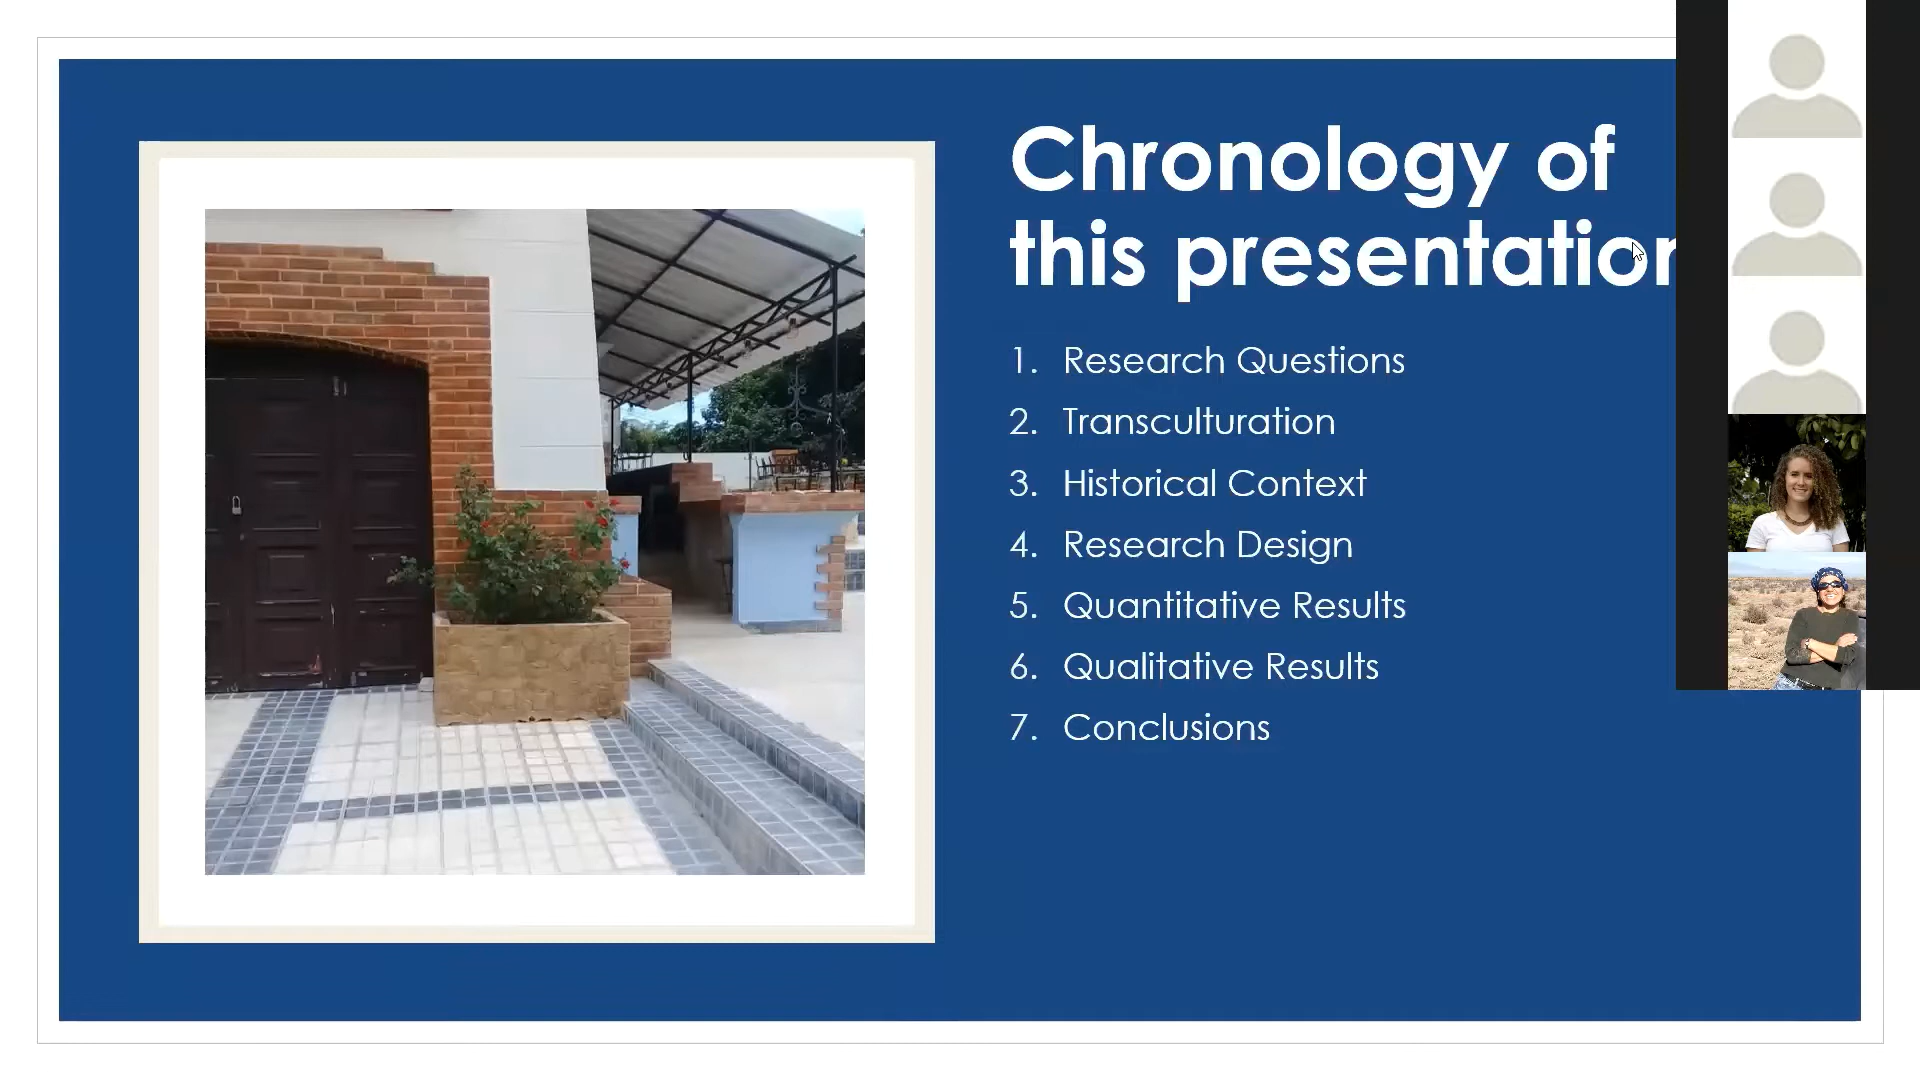 Chronology of
this presentation
1. Research Questions
2. Transculturation
3. Historical Context
4. Research Design
5. Quantitative Results
6. Qualitative Results
7. Conclusions